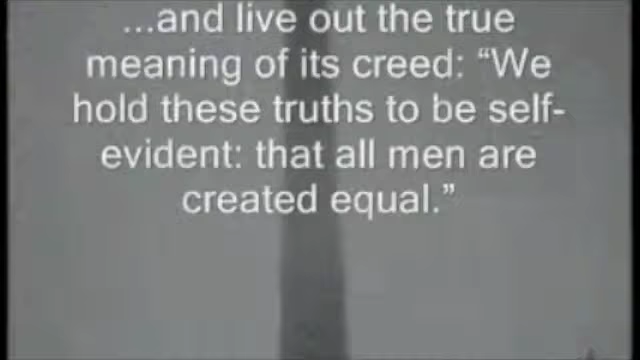 ...and live out the true
meaning of its creed: “We
hold these truths to be self-
evident: that all men are
created equal.”